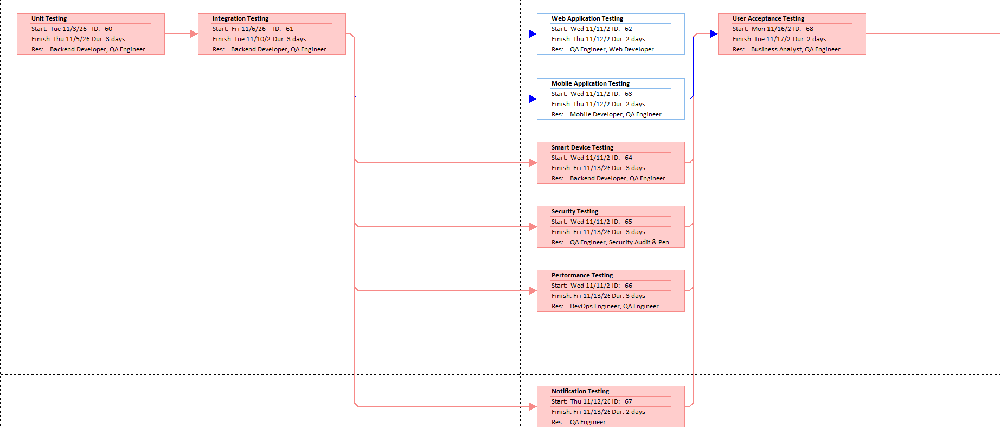 Unit Testing
Start: Tue 11/3/26 ID: 60
Finish: Thu 11/5/26 Dur: 3 days
Res: Backend Developer, QA Engineer
Integration Testing
Start: Fri 11/6/26 ID: 61
Finish: Tue 11/10/2 Dur: 3 days
Res: Backend Developer, QA Engineer
Web Application Testing
Start: Wed 11/11/2 ID: 62
Finish: Thu 11/12/2 Dur: 2 days
Res: QA Engineer, Web Developer
User Acceptance Testing
Start: Mon 11/16/2 ID: 68
Finish: Tue 11/17/2 Dur: 2 days
Res: Business Analyst, QA Engineer
Mobile Application Testing
Start: Wed 11/11/2 ID: 63
Finish: Thu 11/12/2 Dur: 2 days
Res: Mobile Developer, QA Engineer
Smart Device Testing
Start: Wed 11/11/2 ID: 64
Finish: Fri 11/13/26 Dur: 3 days
Res: Backend Developer, QA Engineer
Security Testing
Start: Wed 11/11/2 ID: 65
Finish: Fri 11/13/26 Dur: 3 days
Res: QA Engineer, Security Audit & Pen
Performance Testing
Start: Wed 11/11/2 ID: 66
Finish: Fri 11/13/26 Dur: 3 days
Res: DevOps Engineer, QA Engineer
Notification Testing
Start: Thu 11/12/26 ID: 67
Finish: Fri 11/13/26 Dur: 2 days
Res: QA Engineer